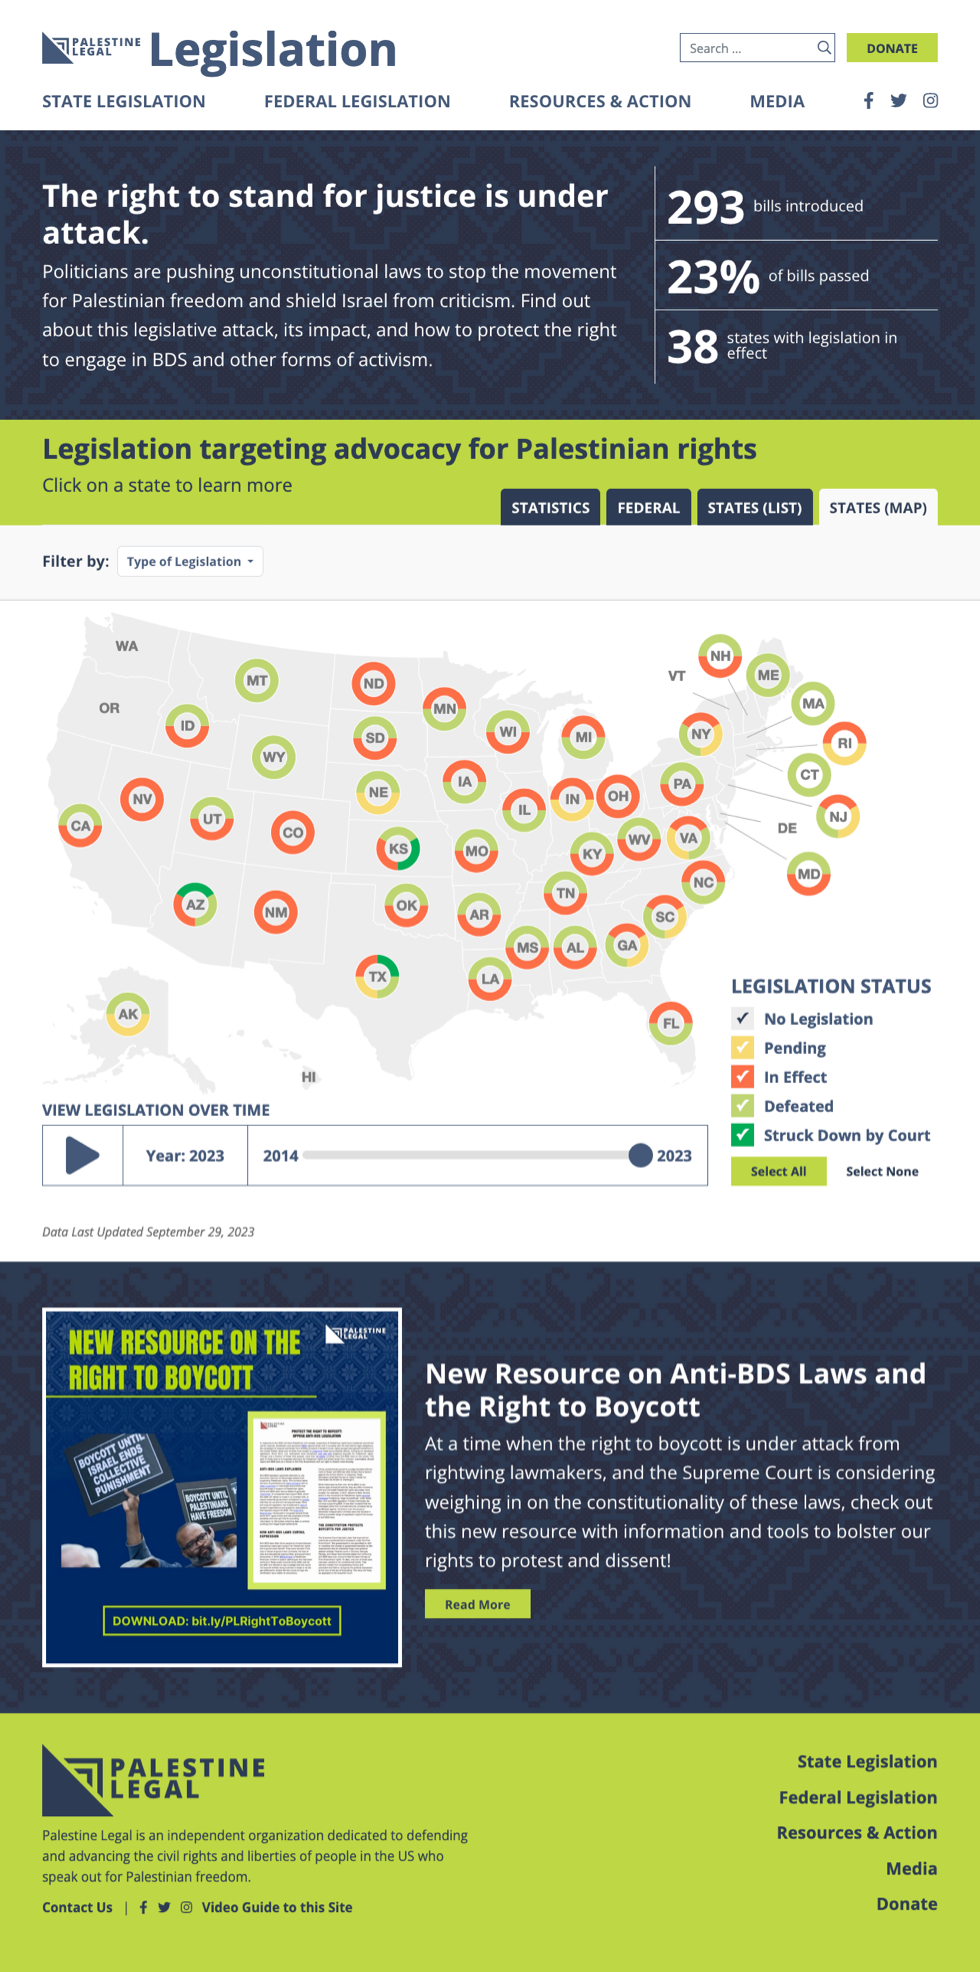 PALESTINE
LEGAL
Legislation
Search ...
DONATE
STATE LEGISLATION
FEDERAL LEGISLATION
RESOURCES & ACTION
MEDIA
The right to stand for justice is under
attack.
Politicians are pushing unconstitutional laws to stop the movement
for Palestinian freedom and shield Israel from criticism. Find out
about this legislative attack, its impact, and how to protect the right
to engage in BDS and other forms of activism.
293 bills introduced
23% of bills passed
38 states with legislation in
effect
Legislation targeting advocacy for Palestinian rights
Click on a state to learn more
STATISTICS
FEDERAL
STATES (LIST)
STATES (MAP)
Filter by:
Type of Legislation
WA
OR
MT
ID
WY
ND
SD
NE
MN
WI
MI
IA
IL
IN
OH
NH
VT
ME
MA
NY
RI
CT
NJ
PA
DE
MD
NV
CA
UT
CO
KS
MO
KY
WV
VA
NC
AZ
NM
OK
AR
TN
SC
MS
AL
GA
TX
LA
FL
AK
HI
LEGISLATION STATUS
No Legislation
Pending
In Effect
Defeated
Struck Down by Court
Select All
Select None
VIEW LEGISLATION OVER TIME
Year: 2023
2014
2023
Data Last Updated September 29, 2023
NEW RESOURCE ON THE
RIGHT TO BOYCOTT
PALESTINE
LEGAL
BOYCOTT UNTIL
ISRAEL ENDS
COLLECTIVE
PUNISHMENT
BOYCOTT UNTIL
PALESTINIANS
HAVE FREEDOM
PROTECT THE RIGHT TO BOYCOTT
OPPOSE ANTI-BDS LEGISLATION
DOWNLOAD: bit.ly/PLRightToBoycott
New Resource on Anti-BDS Laws and
the Right to Boycott
At a time when the right to boycott is under attack from
rightwing lawmakers, and the Supreme Court is considering
weighing in on the constitutionality of these laws, check out
this new resource with information and tools to bolster our
rights to protest and dissent!
Read More
PALESTINE
LEGAL
Palestine Legal is an independent organization dedicated to defending
and advancing the civil rights and liberties of people in the US who
speak out for Palestinian freedom.
Contact Us |
Video Guide to this Site
State Legislation
Federal Legislation
Resources & Action
Media
Donate